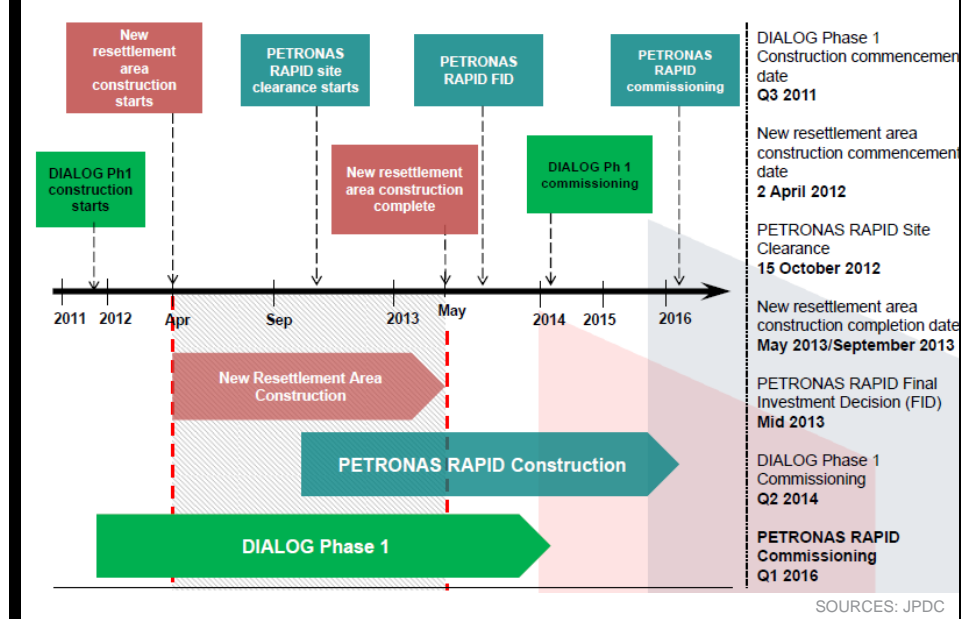 New
resettlement
area
construction
starts
PETRONAS
RAPID site
clearance starts
PETRONAS
RAPID FID
PETRONAS
RAPID
commissioning
DIALOG Ph1
construction
starts
New resettlement
area construction
complete
DIALOG Ph 1
commissioning
2011
2012
Apr
Sep
2013
May
2014
2015
2016
New Resettlement Area
Construction
PETRONAS RAPID Construction
DIALOG Phase 1
DIALOG Phase 1
Construction commencemen
date
Q3 2011
New resettlement area
construction commencement
date
2 April 2012
PETRONAS RAPID Site
Clearance
15 October 2012
New resettlement area
construction completion date
May 2013/September 2013
PETRONAS RAPID Final
Investment Decision (FID)
Mid 2013
DIALOG Phase 1
Commissioning
Q2 2014
PETRONAS RAPID
Commissioning
Q1 2016
SOURCES: JPDC